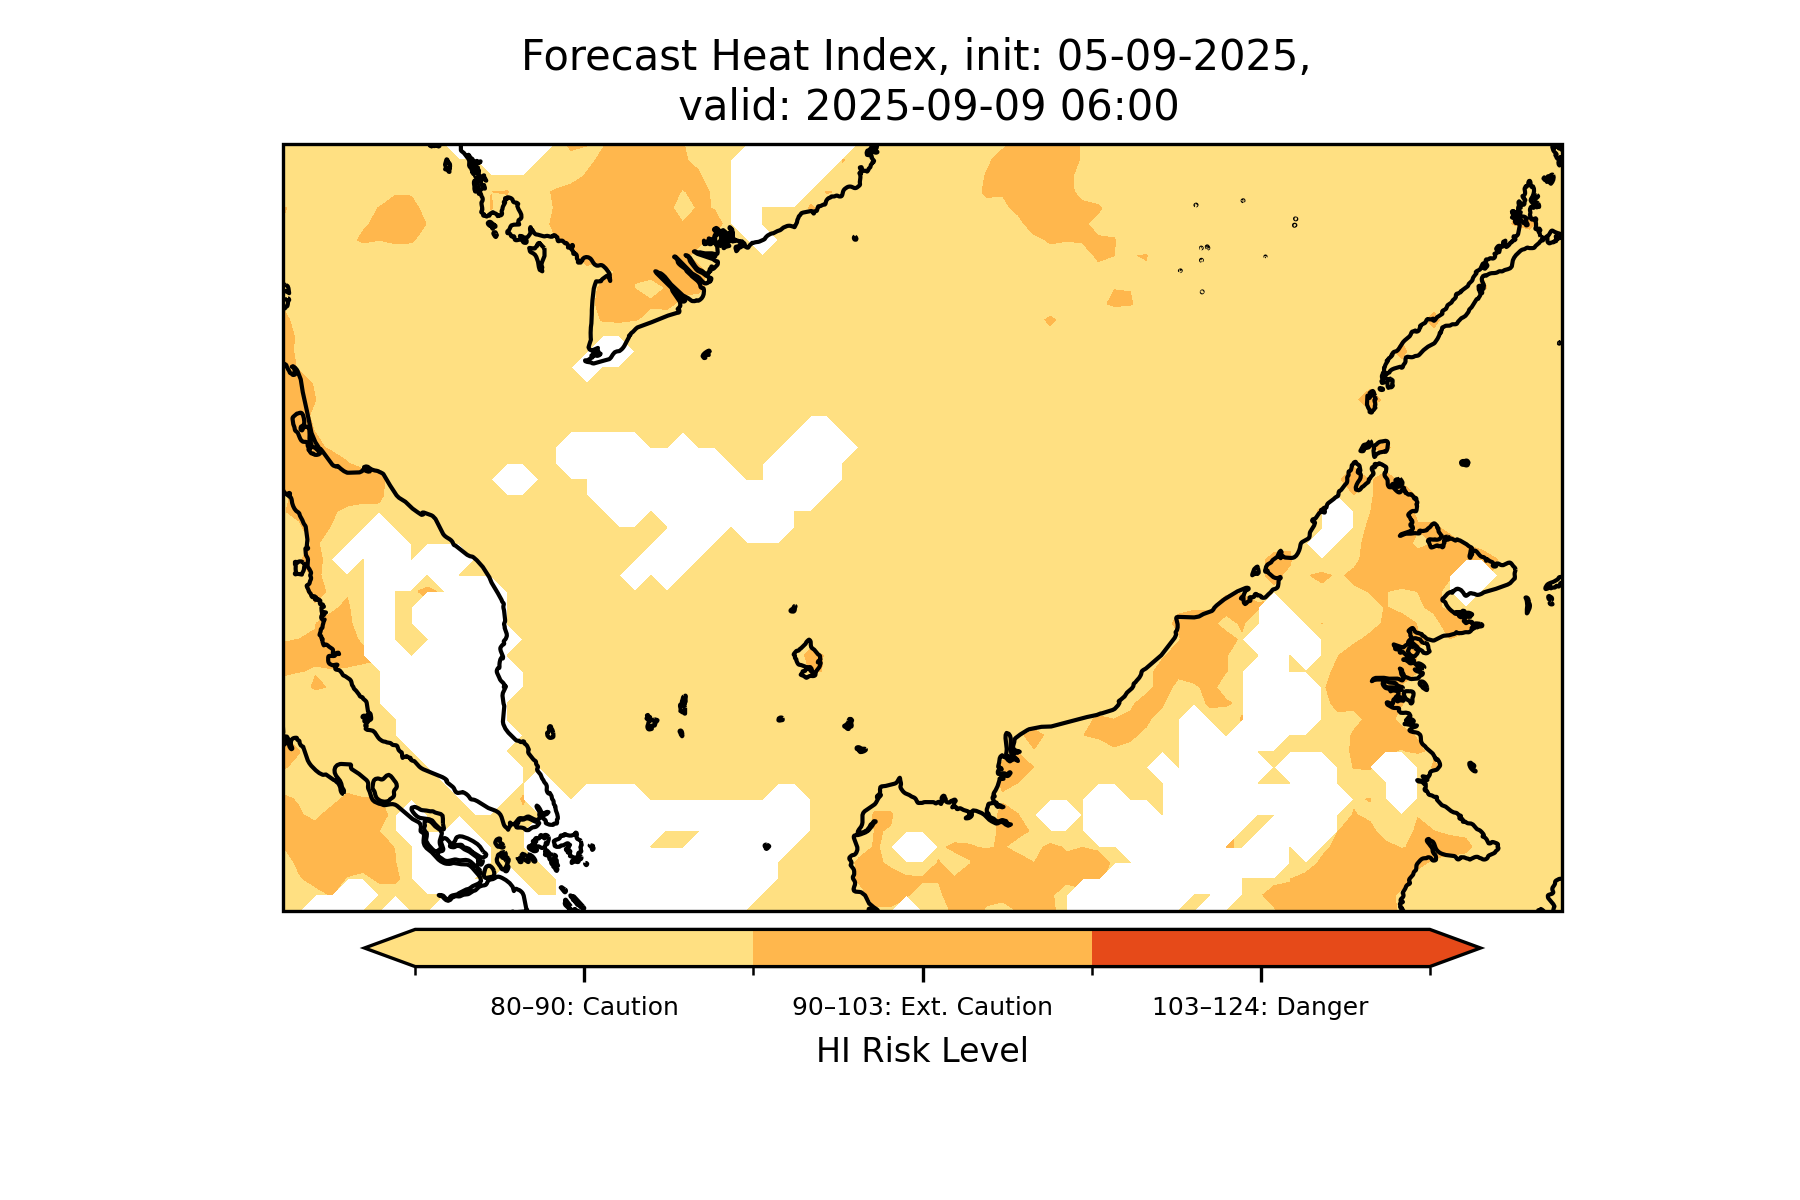 Forecast Heat Index, init: 05-09-2025,
valid: 2025-09-09 06:00
80–90: Caution
90–103: Ext. Caution
103–124: Danger
HI Risk Level